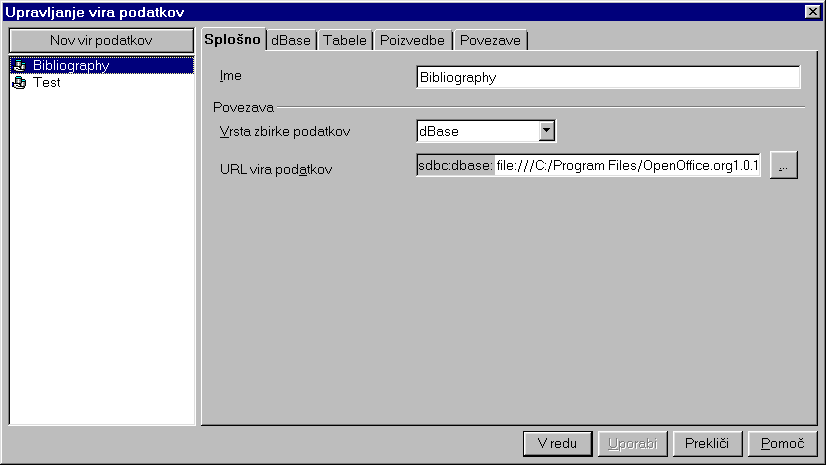 Upravljanje vira podatkov
Nov vir podatkov
Bibliography
Test
Splošno dBase Tabele Poizvedbe Povezave
Ime Bibliography
Povezava
Vrsta zbirke podatkov dBase
URL vira podatkov sdbc:dbase: file:///C:/Program Files/OpenOffice.org1.0.1 ...
V redu Uporabi Prekliči Pomoč